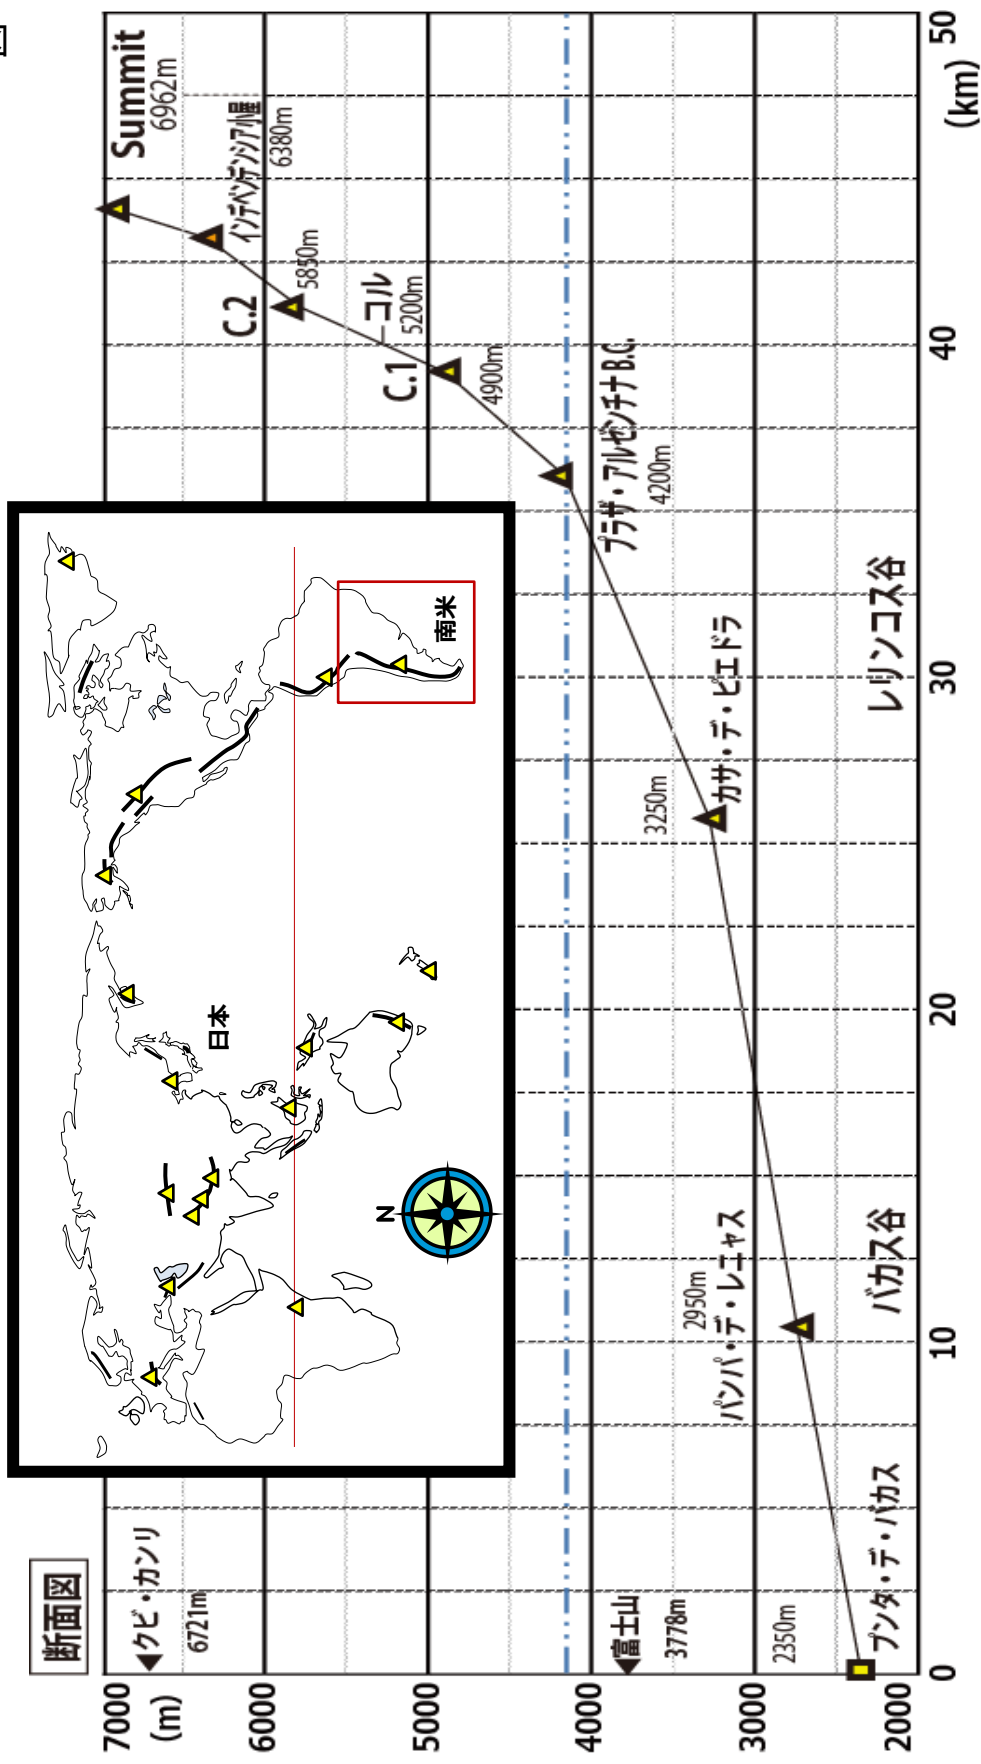 断面図
7000
(m)
6000
5000
4000
3000
2000
クビ・カンリ
6721m
富士山
3778m
2350m
プンタ・デ・バカス
2950m
パンパ・デ・レニャス
バカス谷
3250m
カサ・デ・ピエドラ
レリンコス谷
プラザ・アルゼンチナB.C.
4200m
C.1
4900m
コル
5200m
C.2
5850m
インデペンデンシア小屋
6380m
Summit
6962m
0
10
20
30
40
50
(km)
日本
南米
N